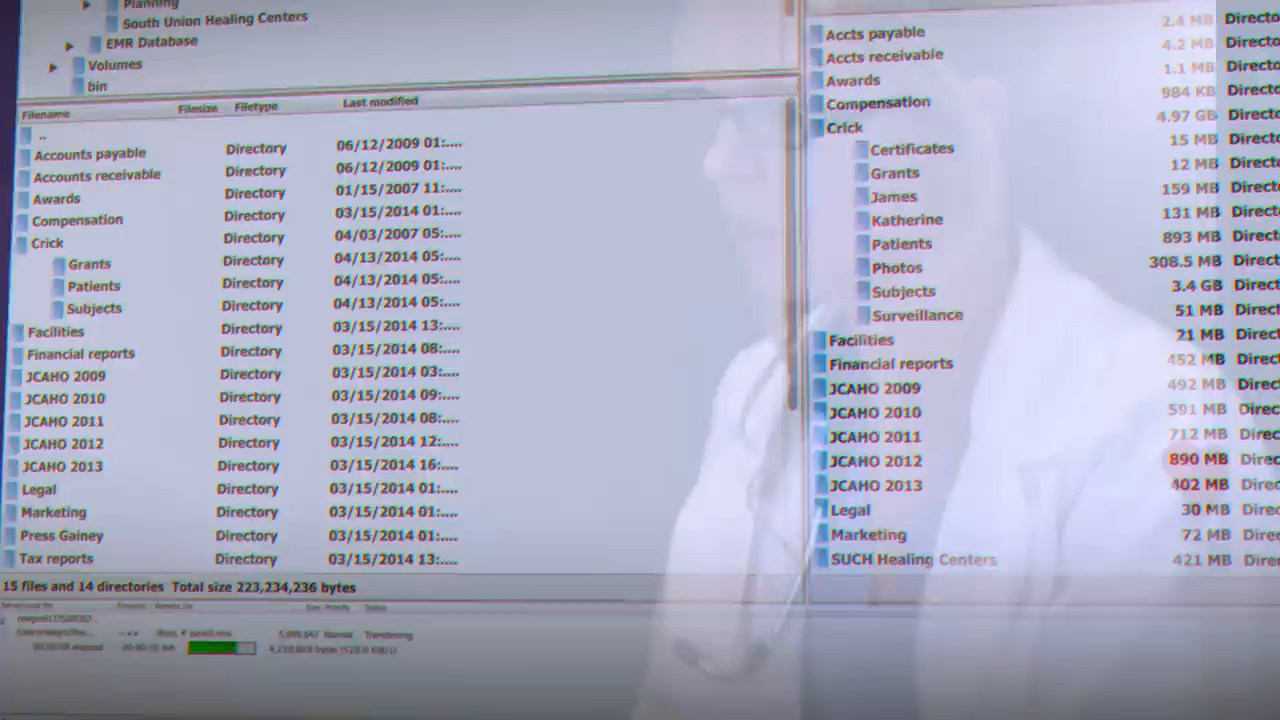 Planning
South Union Healing Centers
EMR Database
Volumes
bin
Filename Filesize Filetype Last modified
..
Accounts payable Directory 06/12/2009 01:....
Accounts receivable Directory 06/12/2009 01:....
Awards Directory 01/15/2007 11:....
Compensation Directory 03/15/2014 01:....
Crick Directory 04/03/2007 05:....
Grants Directory 04/13/2014 05:....
Patients Directory 04/13/2014 05:....
Subjects Directory 04/13/2014 05:....
Facilities Directory 03/15/2014 13:....
Financial reports Directory 03/15/2014 08:....
JCAHO 2009 Directory 03/15/2014 03:....
JCAHO 2010 Directory 03/15/2014 09:....
JCAHO 2011 Directory 03/15/2014 08:....
JCAHO 2012 Directory 03/15/2014 12:....
JCAHO 2013 Directory 03/15/2014 16:....
Legal Directory 03/15/2014 01:....
Marketing Directory 03/15/2014 01:....
Press Gainey Directory 03/15/2014 01:....
Tax reports Directory 03/15/2014 13:....
15 files and 14 directories Total size 223,234,236 bytes
Normal Transferring
elapsed
2.4 MB Directo
Accts payable 4.2 MB Directo
Accts receivable 1.1 MB Directo
Awards 984 KB Directo
Compensation 4.97 GB Directo
Crick 15 MB Directo
Certificates 12 MB Directo
Grants 159 MB Directo
James 131 MB Direct
Katherine 893 MB Direct
Patients 308.5 MB Direct
Photos 3.4 GB Direct
Subjects 51 MB Direct
Surveillance 21 MB Direct
Facilities 452 MB Direc
Financial reports 492 MB Direc
JCAHO 2009 591 MB Direc
JCAHO 2010 712 MB Direc
JCAHO 2011 890 MB Direc
JCAHO 2012 402 MB Direc
JCAHO 2013 30 MB Direc
Legal 72 MB Direc
Marketing 421 MB Direc
SUCH Healing Centers